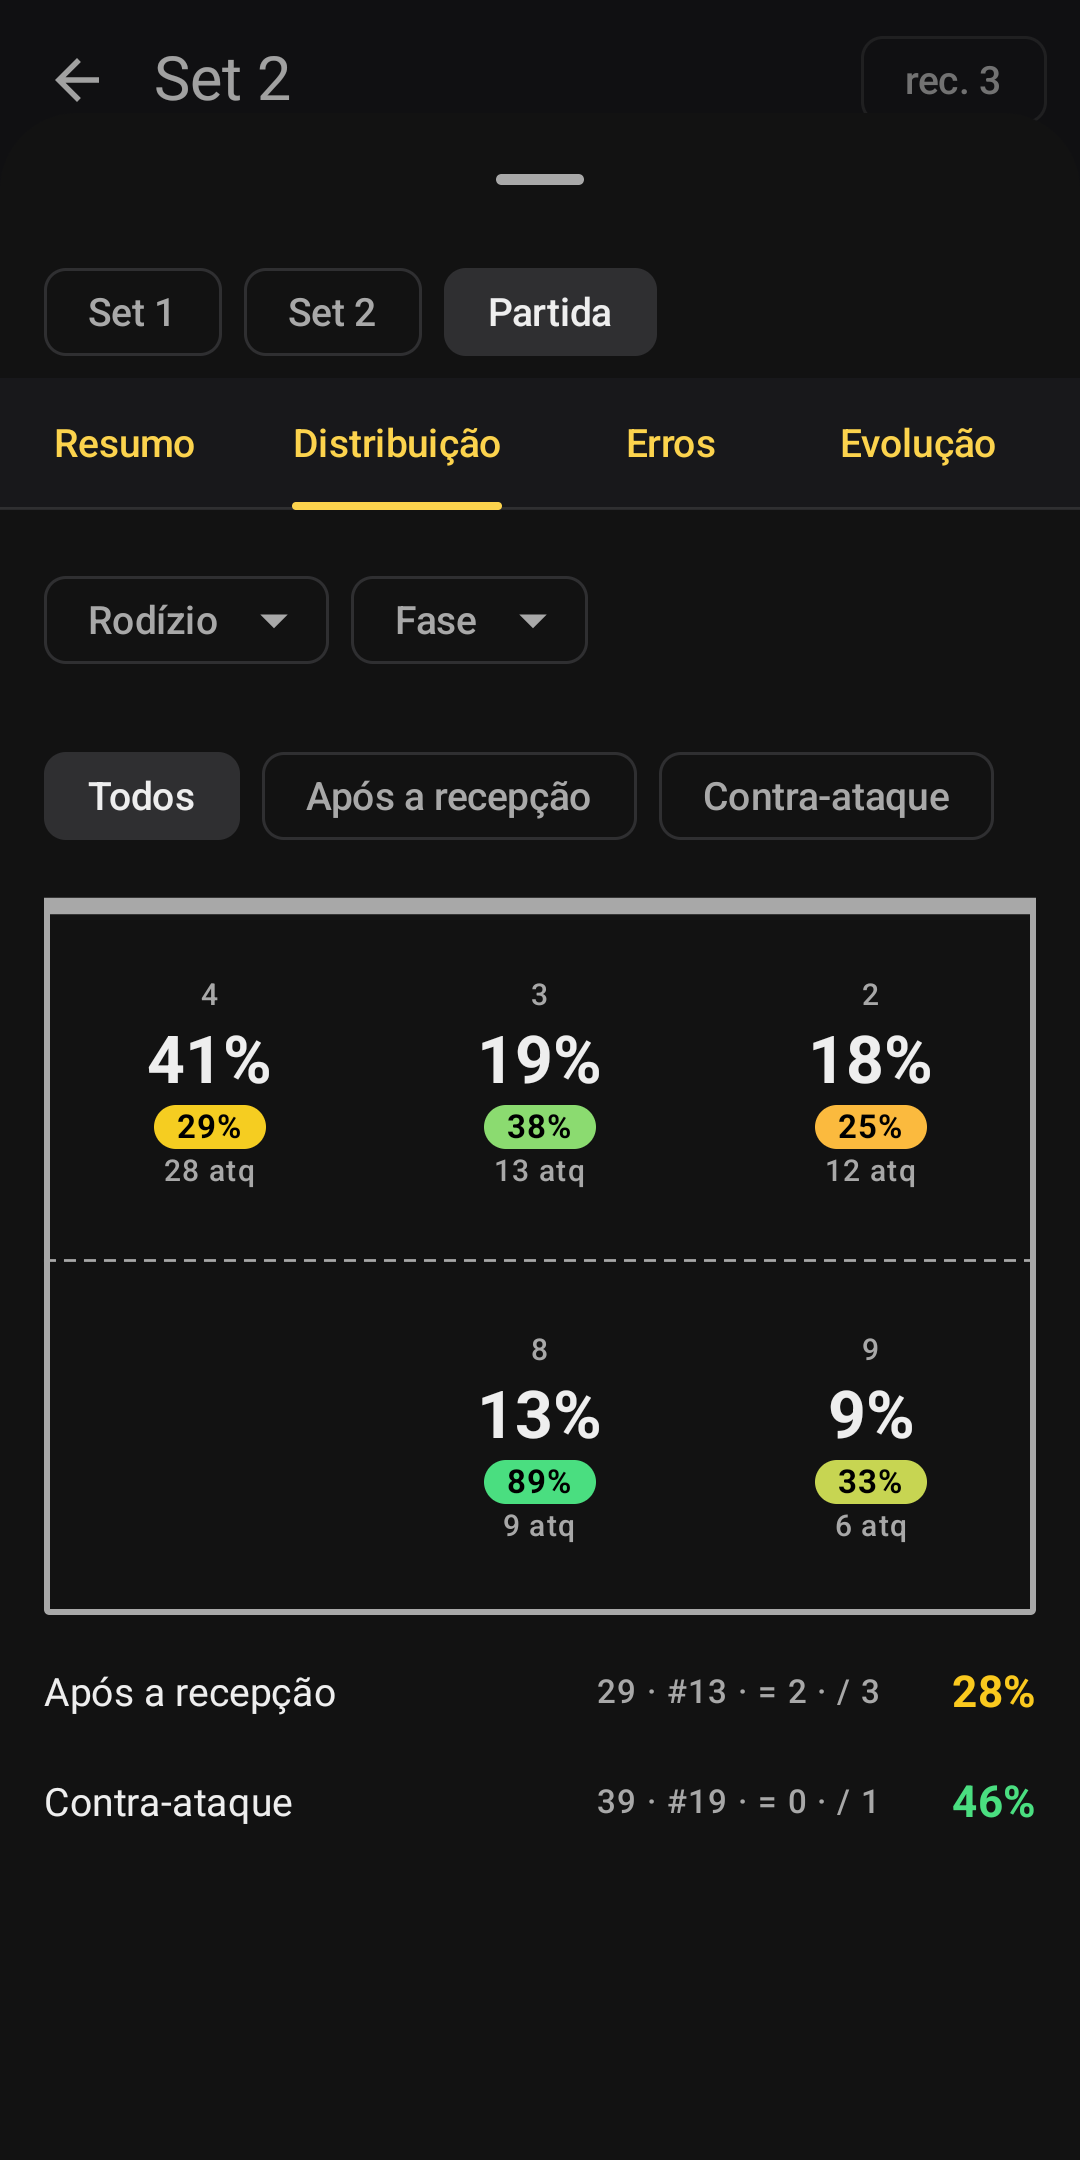 Set 2
rec. 3
Set 1
Set 2
Partida
Resumo
Distribuição
Erros
Evolução
Rodízio
Fase
Todos
Após a recepção
Contra-ataque
4
41%
29%
28 atq
3
19%
38%
13 atq
2
18%
25%
12 atq
8
13%
89%
9 atq
9
9%
33%
6 atq
Após a recepção 29 · #13 · = 2 · / 3 28%
Contra-ataque 39 · #19 · = 0 · / 1 46%